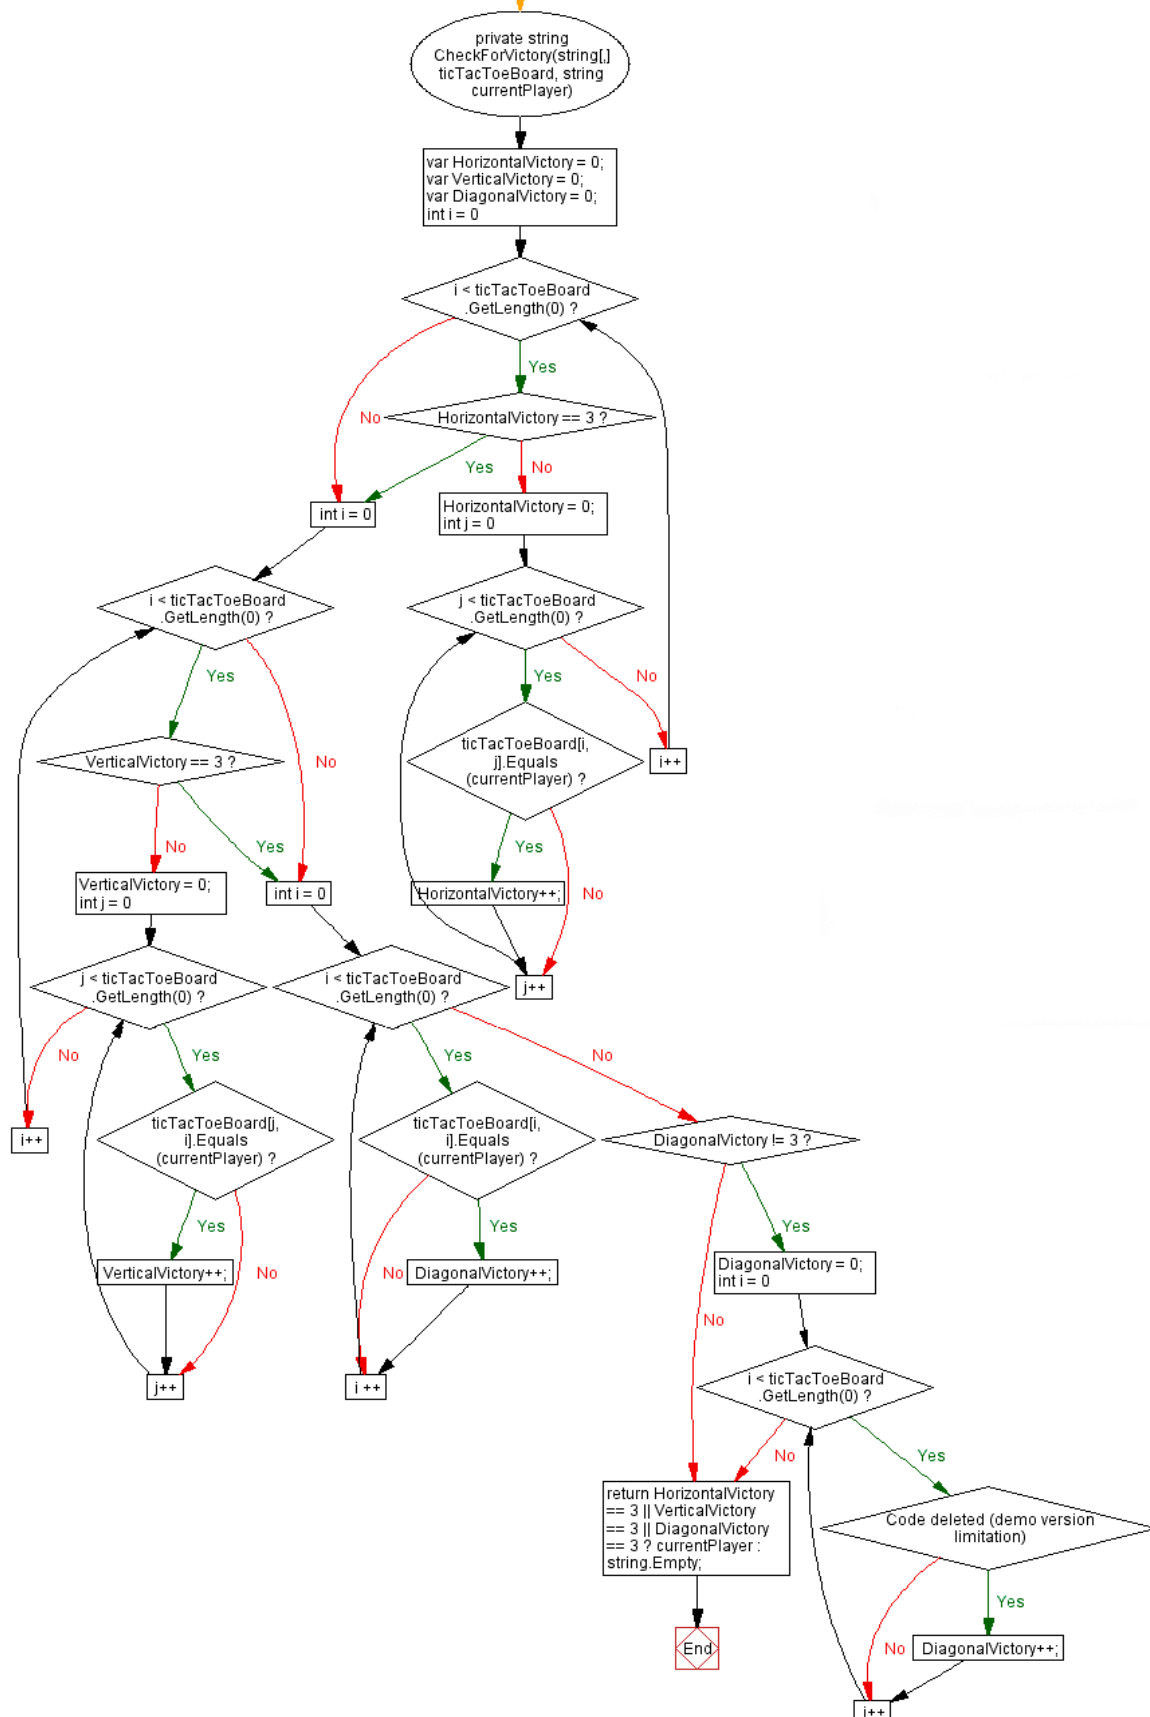 private string
CheckForVictory(string[,]
ticTacToeBoard, string
currentPlayer)
var HorizontalVictory = 0;
var VerticalVictory = 0;
var DiagonalVictory = 0;
int i = 0
i < ticTacToeBoard
.GetLength(0) ?
Yes
No
HorizontalVictory == 3 ?
Yes
No
int i = 0
HorizontalVictory = 0;
int j = 0
i < ticTacToeBoard
.GetLength(0) ?
j < ticTacToeBoard
.GetLength(0) ?
Yes
Yes
No
No
VerticalVictory == 3 ?
ticTacToeBoard[i,
j].Equals
(currentPlayer) ?
i++
No
Yes
Yes
No
VerticalVictory = 0;
int j = 0
int i = 0
HorizontalVictory++;
j++
j < ticTacToeBoard
.GetLength(0) ?
i < ticTacToeBoard
.GetLength(0) ?
No
Yes
Yes
No
i++
ticTacToeBoard[j,
i].Equals
(currentPlayer) ?
ticTacToeBoard[i,
i].Equals
(currentPlayer) ?
DiagonalVictory != 3 ?
Yes
No
Yes
No
Yes
No
VerticalVictory++;
DiagonalVictory++;
DiagonalVictory = 0;
int i = 0
j++
i ++
i < ticTacToeBoard
.GetLength(0) ?
No
Yes
return HorizontalVictory
== 3 || VerticalVictory
== 3 || DiagonalVictory
== 3 ? currentPlayer :
string.Empty;
Code deleted (demo version
limitation)
Yes
No
End
DiagonalVictory++;
i++